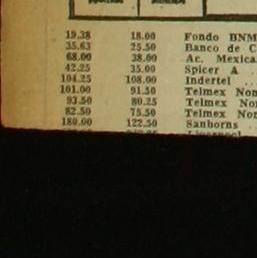 19.38 18.00 Fondo BNM
35.63 25.50 Banco de C
68.00 38.00 Ac. Mexica
42.25 35.00 Spicer A
104.25 108.00 Indertel
101.00 91.50 Telmex Nom
93.50 80.25 Telmex Nor
82.50 75.50 Telmex Nor
180.00 122.50 Sanborns